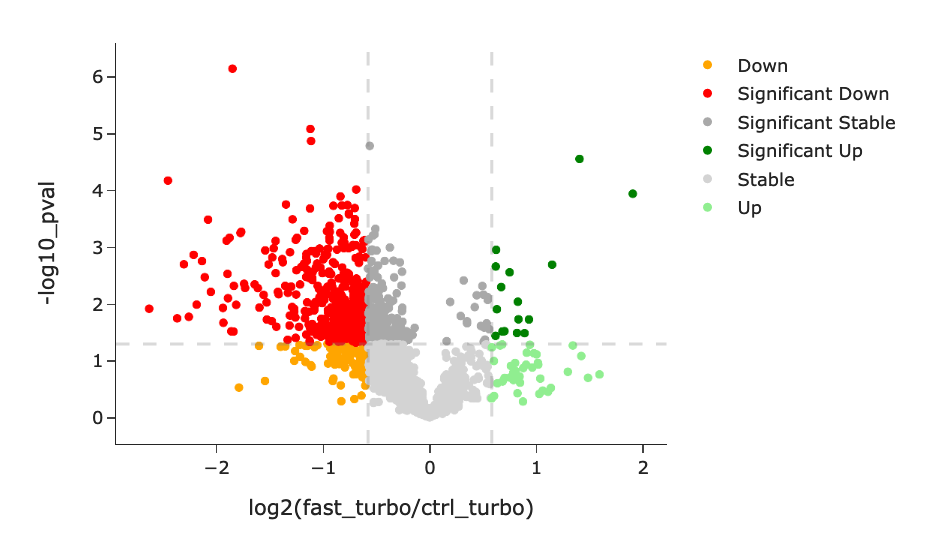 Down
Significant Down
Significant Stable
Significant Up
Stable
Up
6
5
4
3
2
1
0
-log10_pval
−2
−1
0
1
2
log2(fast_turbo/ctrl_turbo)